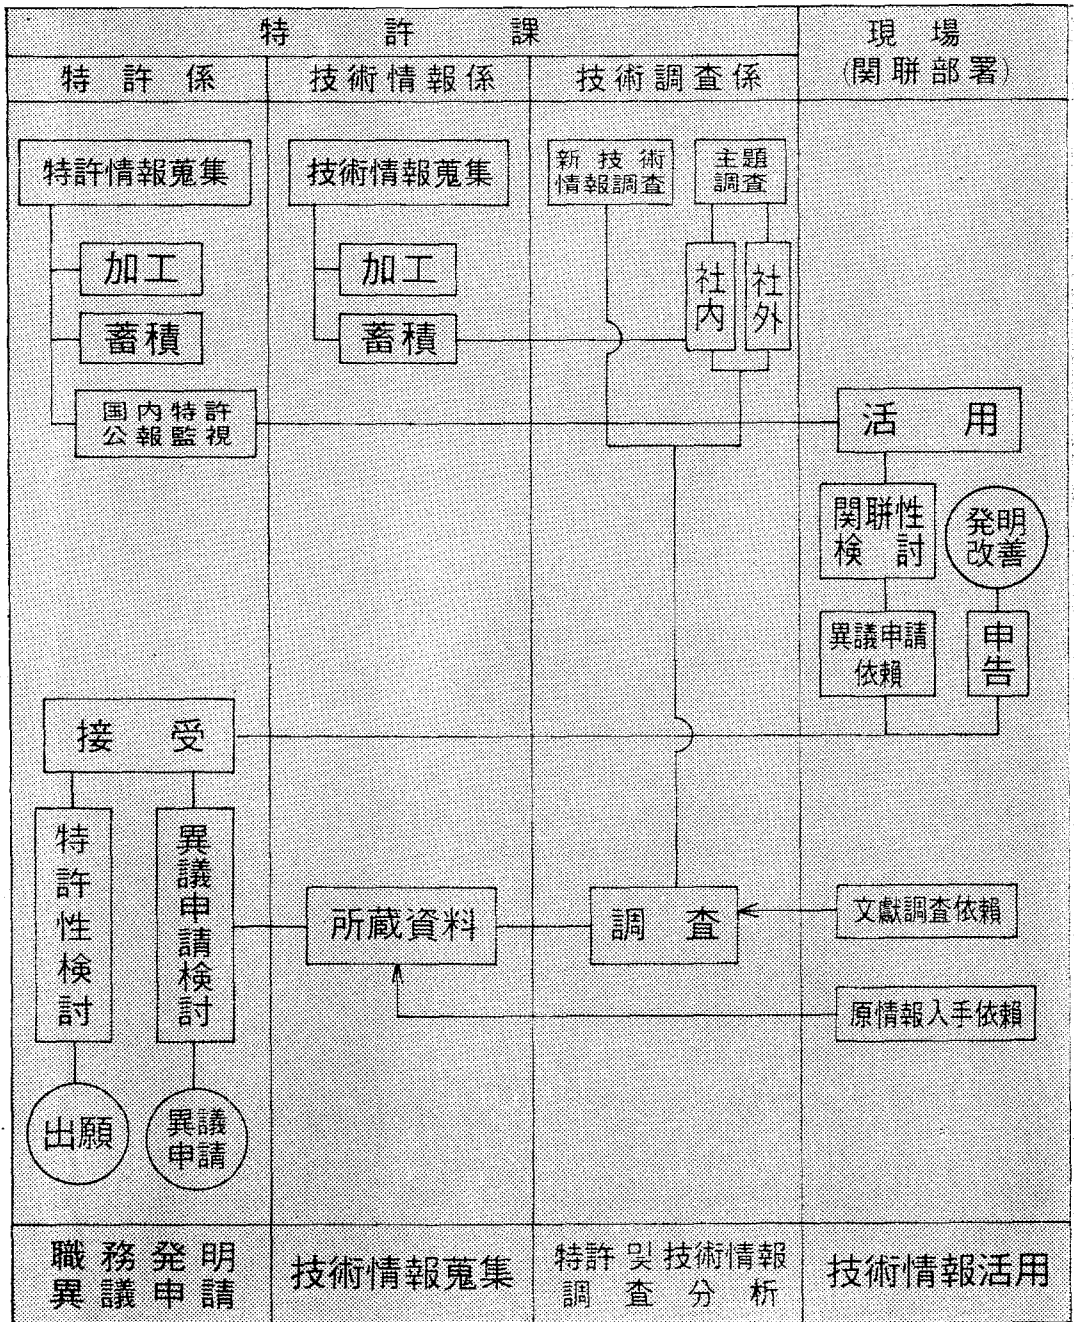 特許課
現場
(関聯部署)
特許係
技術情報係
技術調査係
特許情報蒐集
技術情報蒐集
新技術
情報調査
主題
調査
加工
加工
社内
社外
蓄積
蓄積
国内特許
公報監視
活用
関聯性
検討
発明
改善
異議申請
依頼
申告
接受
特許性検討
異議申請検討
所蔵資料
調査
文獻調査依頼
原情報入手依頼
出願
異議
申請
職務発明
異議申請
技術情報蒐集
特許 및 技術情報
調査分析
技術情報活用